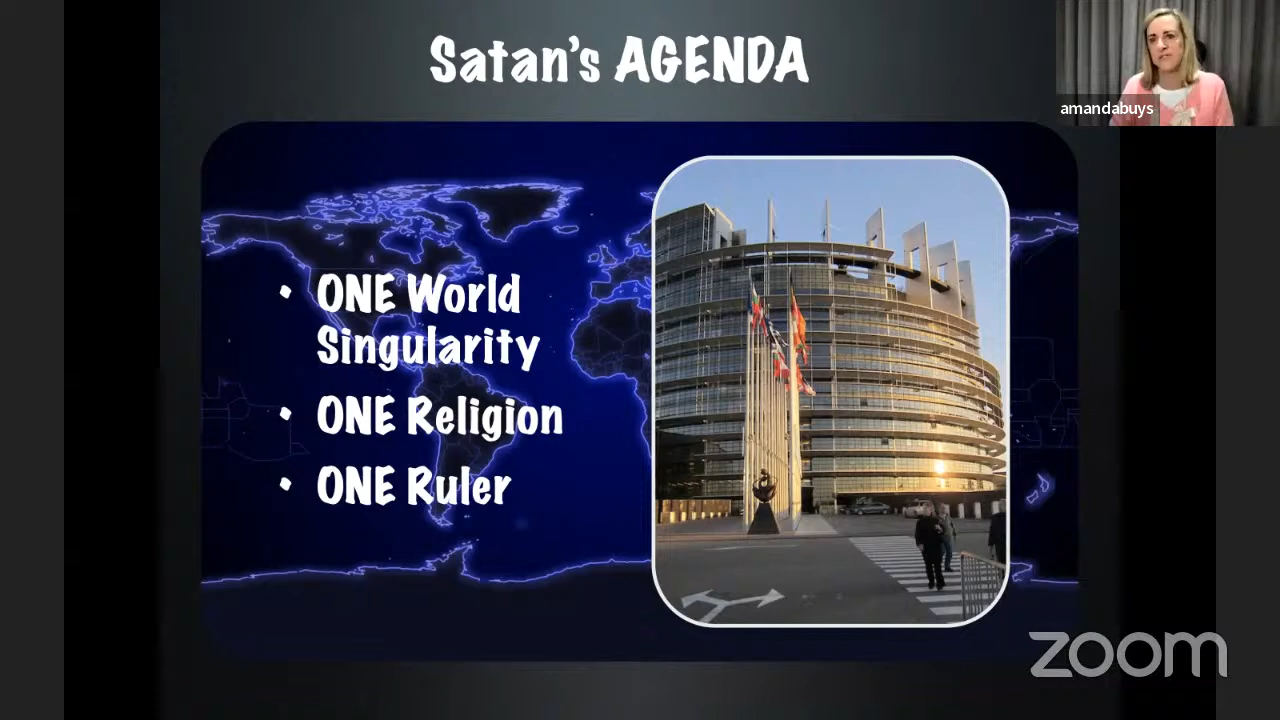 Satan's AGENDA
amandabuys
• ONE World
Singularity
• ONE Religion
• ONE Ruler
zoom